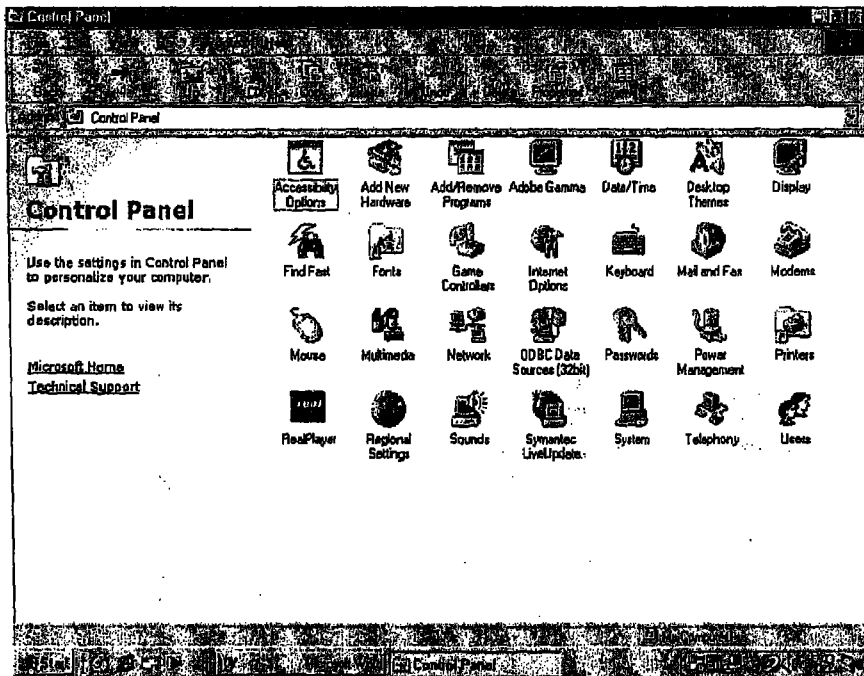 Control Panel
Control Panel
Accessibility Options
Add New Hardware
Add/Remove Programs
Adobe Gamma
Date/Time
Desktop Themes
Display
Control Panel
Use the settings in Control Panel
to personalize your computer.
Select an item to view its
description.
Microsoft Home
Technical Support
Find Fast
Fonts
Game Controllers
Internet Options
Keyboard
Mail and Fax
Modems
Mouse
Multimedia
Network
ODBC Data Sources (32bit)
Passwords
Power Management
Printers
real
RealPlayer
Regional Settings
Sounds
Symantec LiveUpdate
System
Telephony
Users
Start
Control Panel